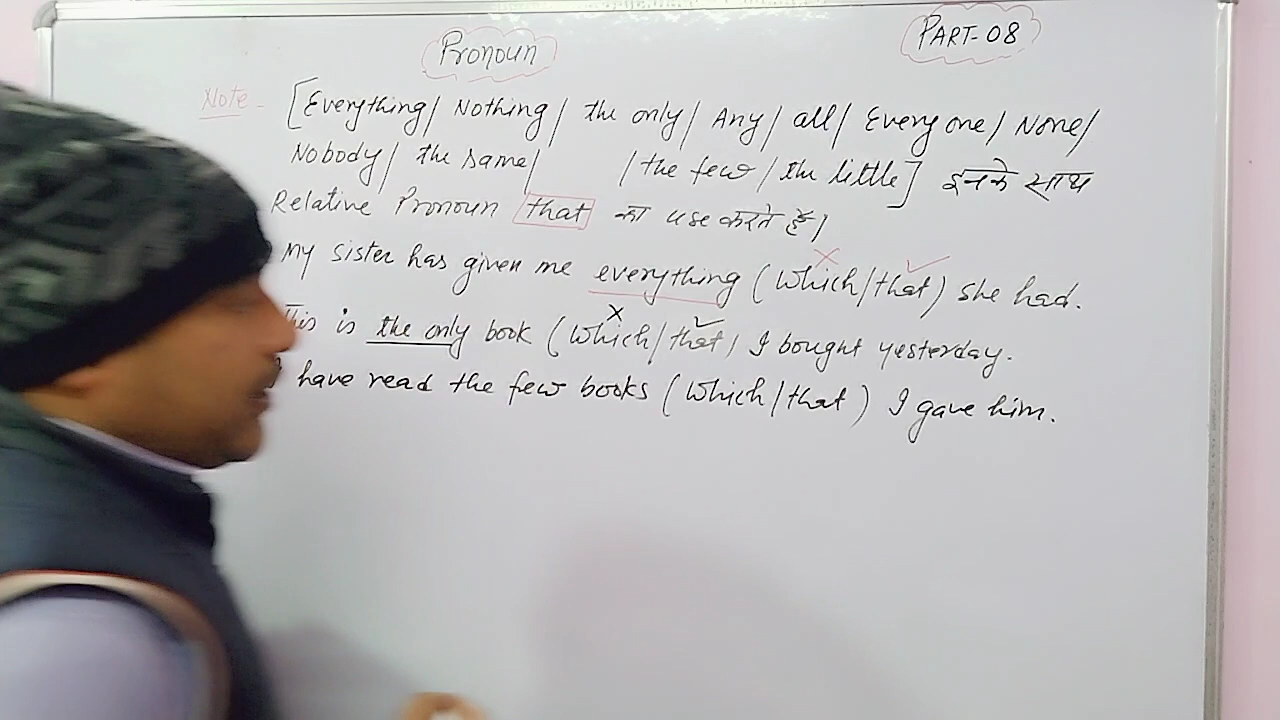 Pronoun
PART-08
Note - [Everything/ Nothing/ the only/ Any/ all/ Every one/ None/
Nobody/ the same/ / the few/ the little] इनके साथ
Relative Pronoun that का use करते हैं।
My sister has given me everything (which/that) she had.
This is the only book (which/that) I bought yesterday.
have read the few books (which/that) I gave him.